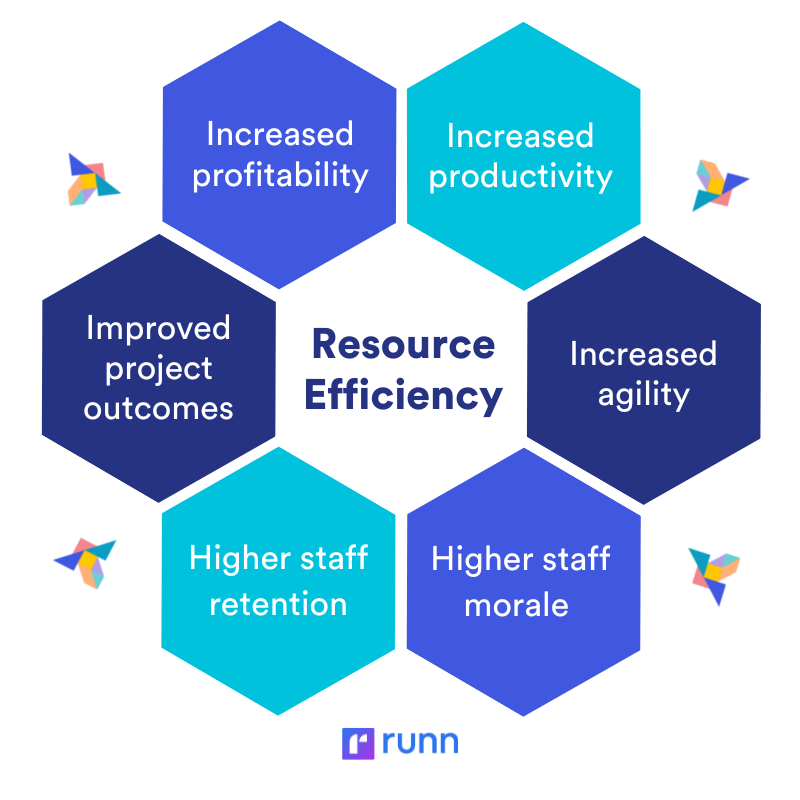 Increased
profitability
Increased
productivity
Improved
project
outcomes
Resource
Efficiency
Increased
agility
Higher staff
retention
Higher staff
morale
runn